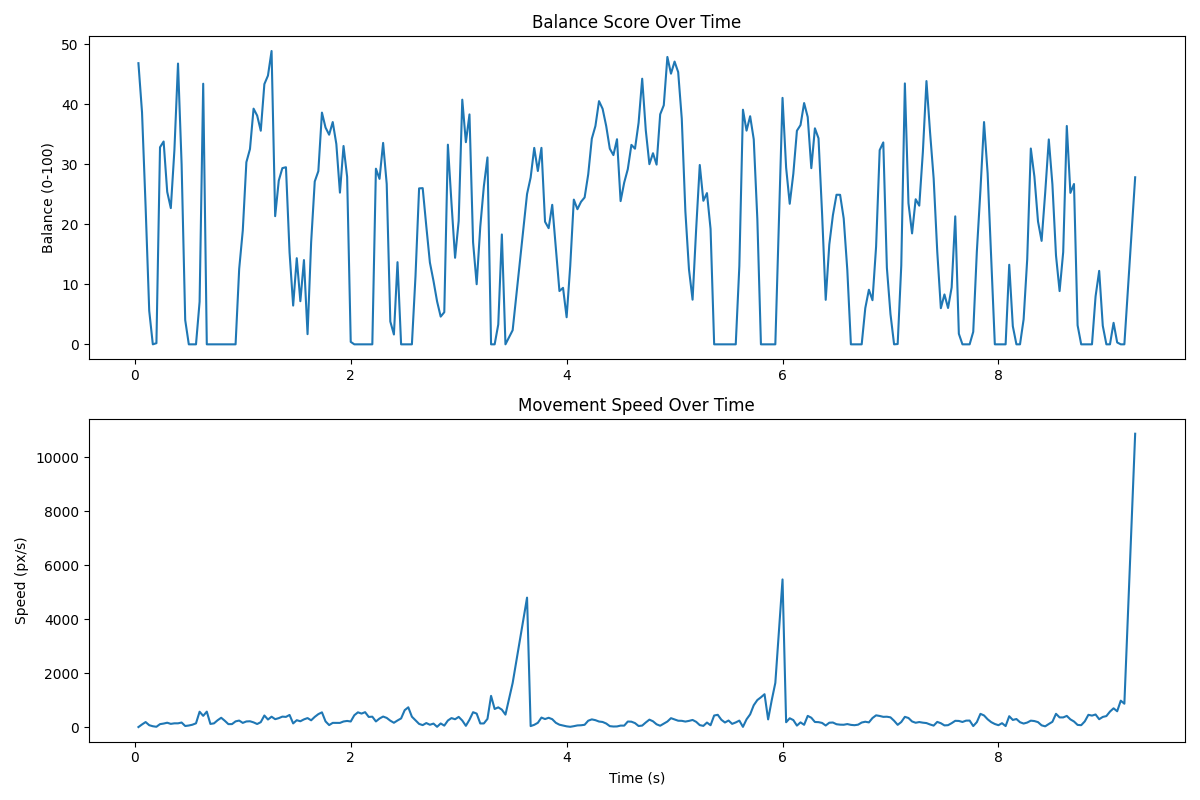 Balance Score Over Time
Balance (0-100)
50
40
30
20
10
0
0 2 4 6 8
Movement Speed Over Time
Speed (px/s)
10000
8000
6000
4000
2000
0
0 2 4 6 8
Time (s)